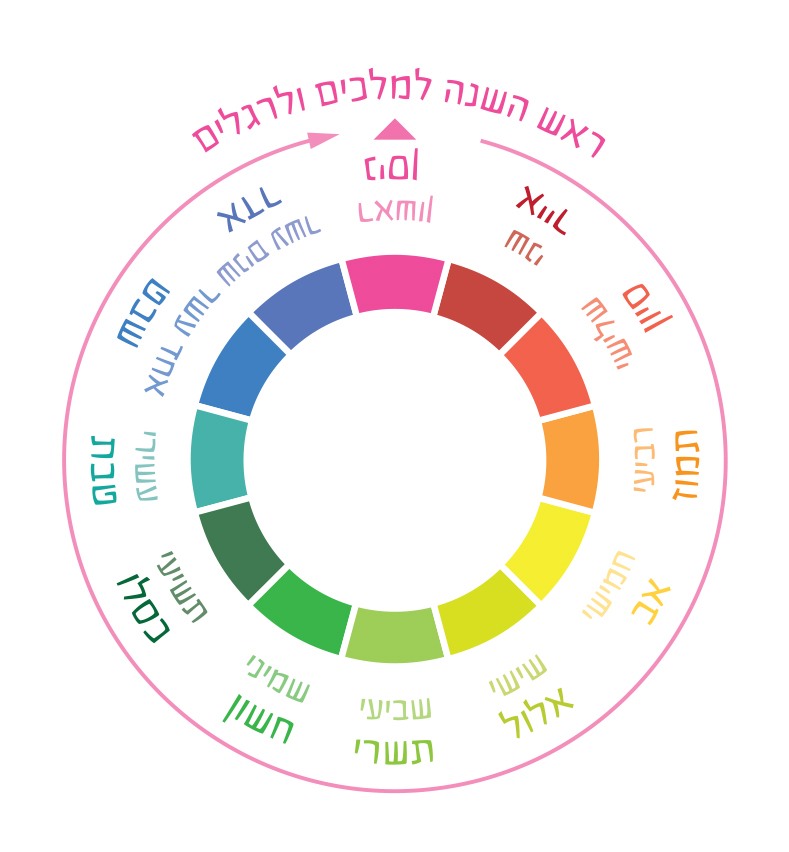 ראש השנה למלכים ולרגלים
ניסן
ראשון
אייר
שני
סיון
שלישי
תמוז
רביעי
אב
חמישי
אלול
שישי
תשרי
שביעי
חשון
שמיני
כסלו
תשיעי
טבת
עשירי
שבט
אחד עשר
אדר
שנים עשר